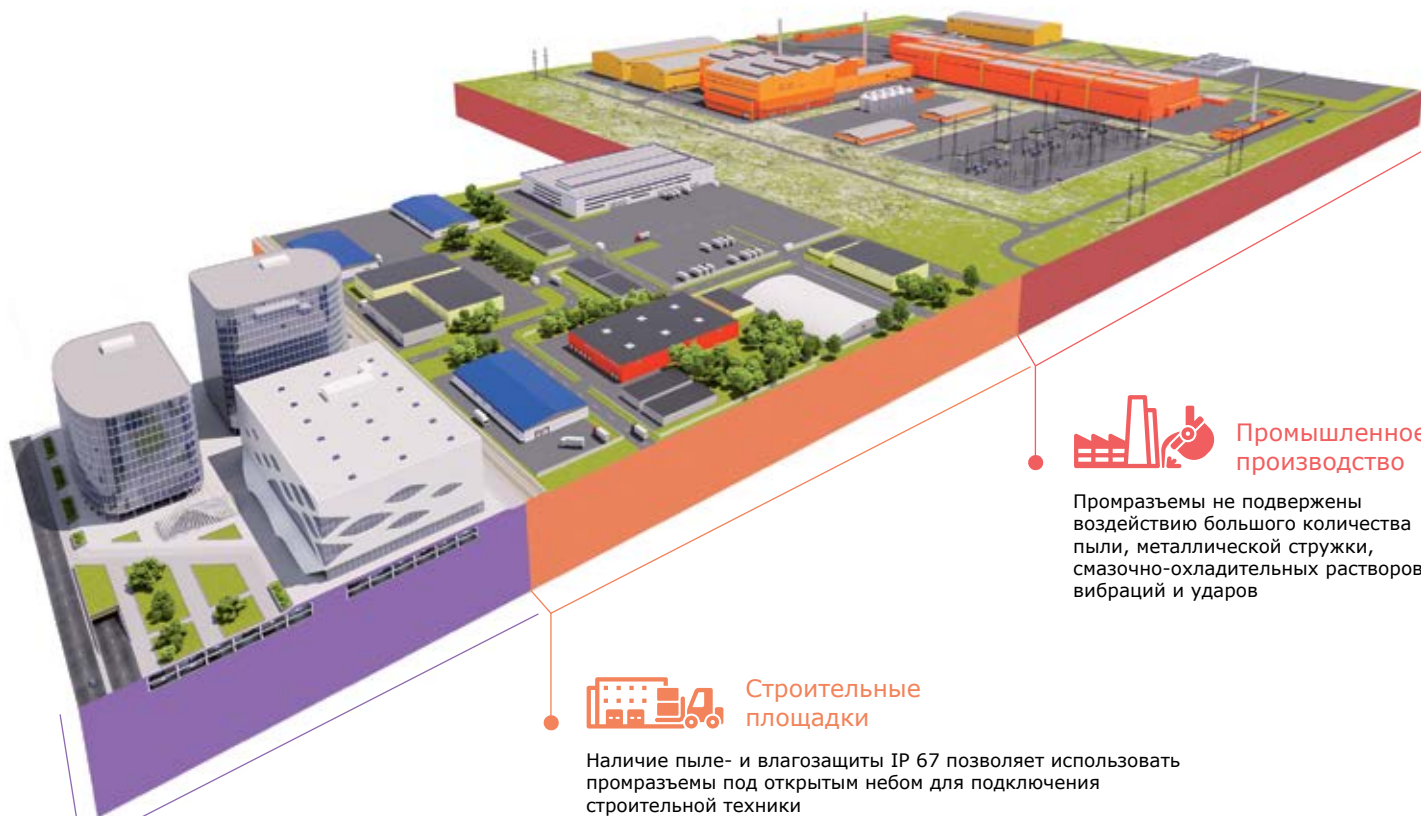 Промышленное
производство
Промразъемы не подвержены
воздействию большого количества
пыли, металлической стружки,
смазочно-охладительных растворов
вибраций и ударов
Строительные
площадки
Наличие пыле- и влагозащиты IP 67 позволяет использовать
промразъемы под открытым небом для подключения
строительной техники